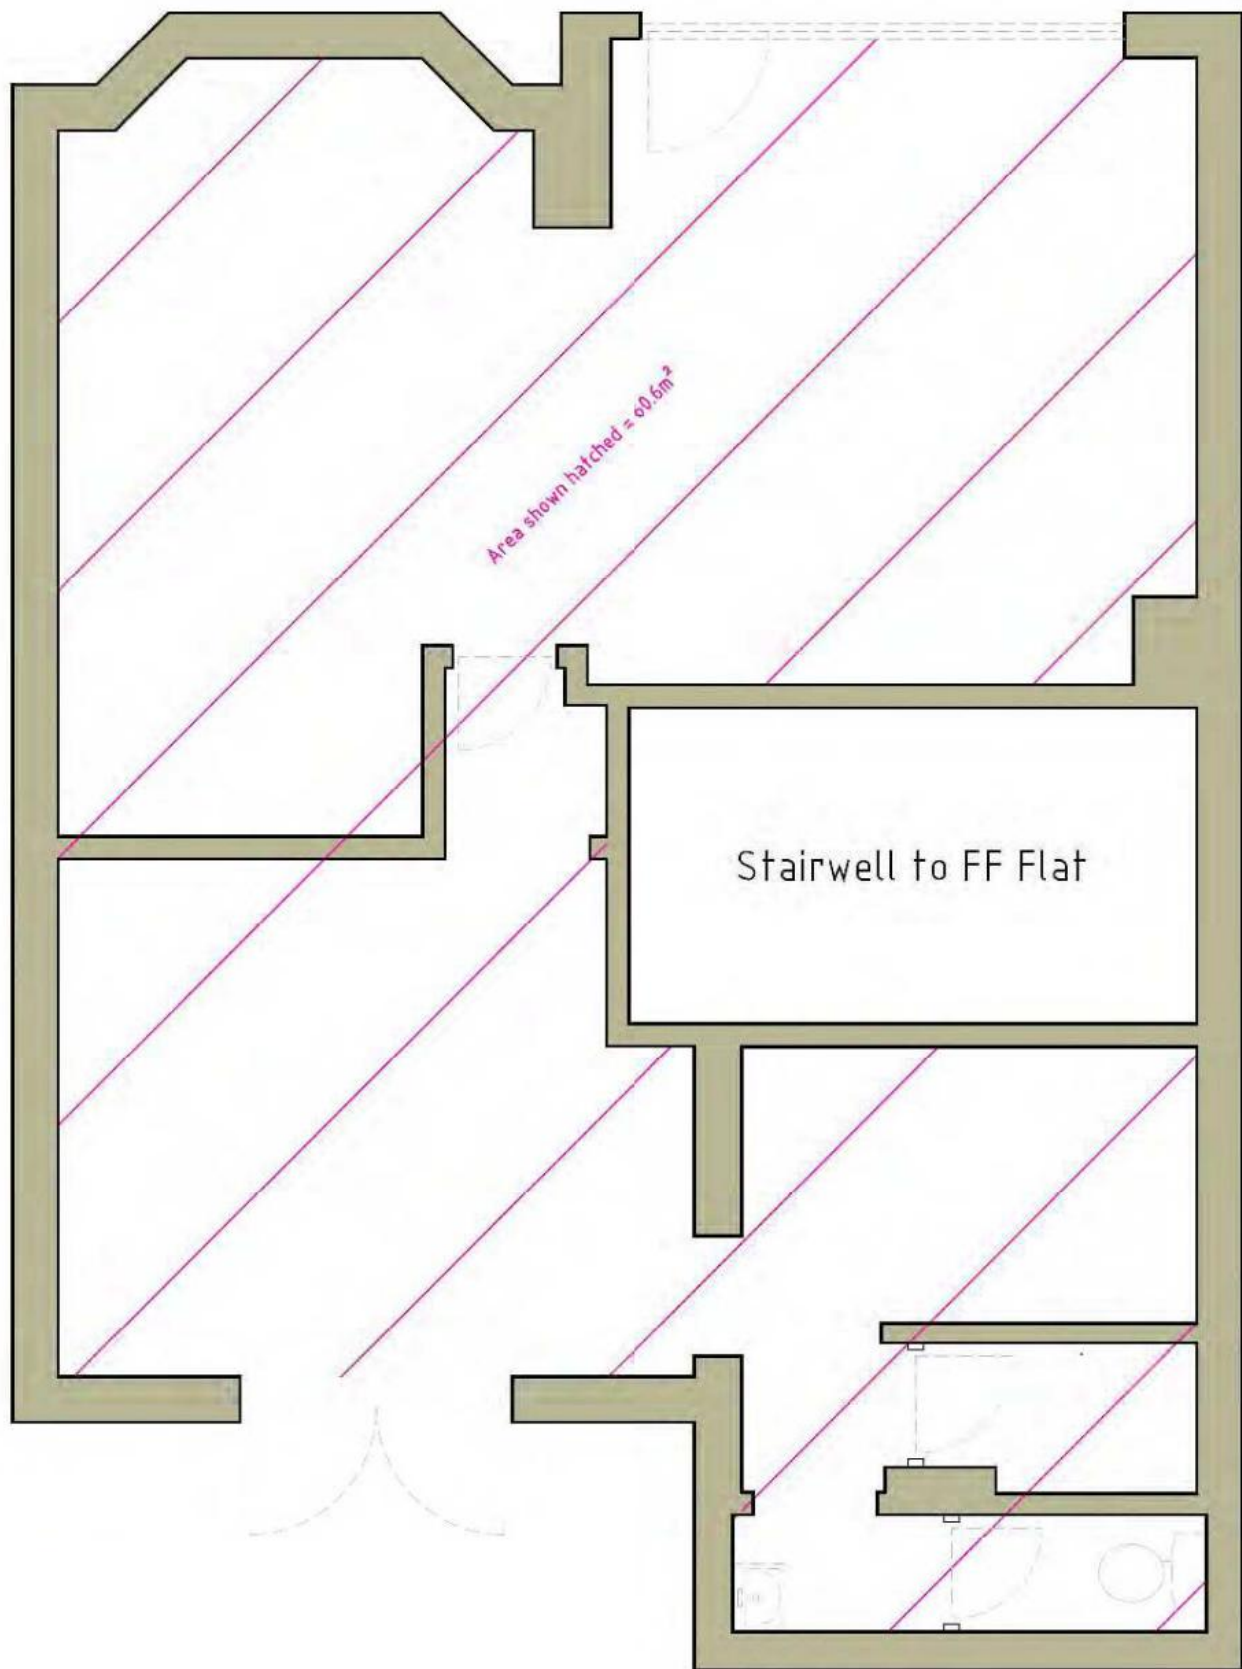 Area shown hatched = 60.6m²
Stairwell to FF Flat